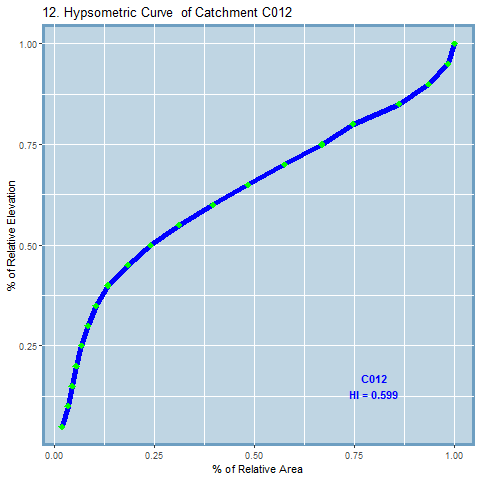 12. Hypsometric Curve  of Catchment C012
% of Relative Elevation
1.00
0.75
0.50
0.25
C012
HI = 0.599
0.00 0.25 0.50 0.75 1.00
% of Relative Area